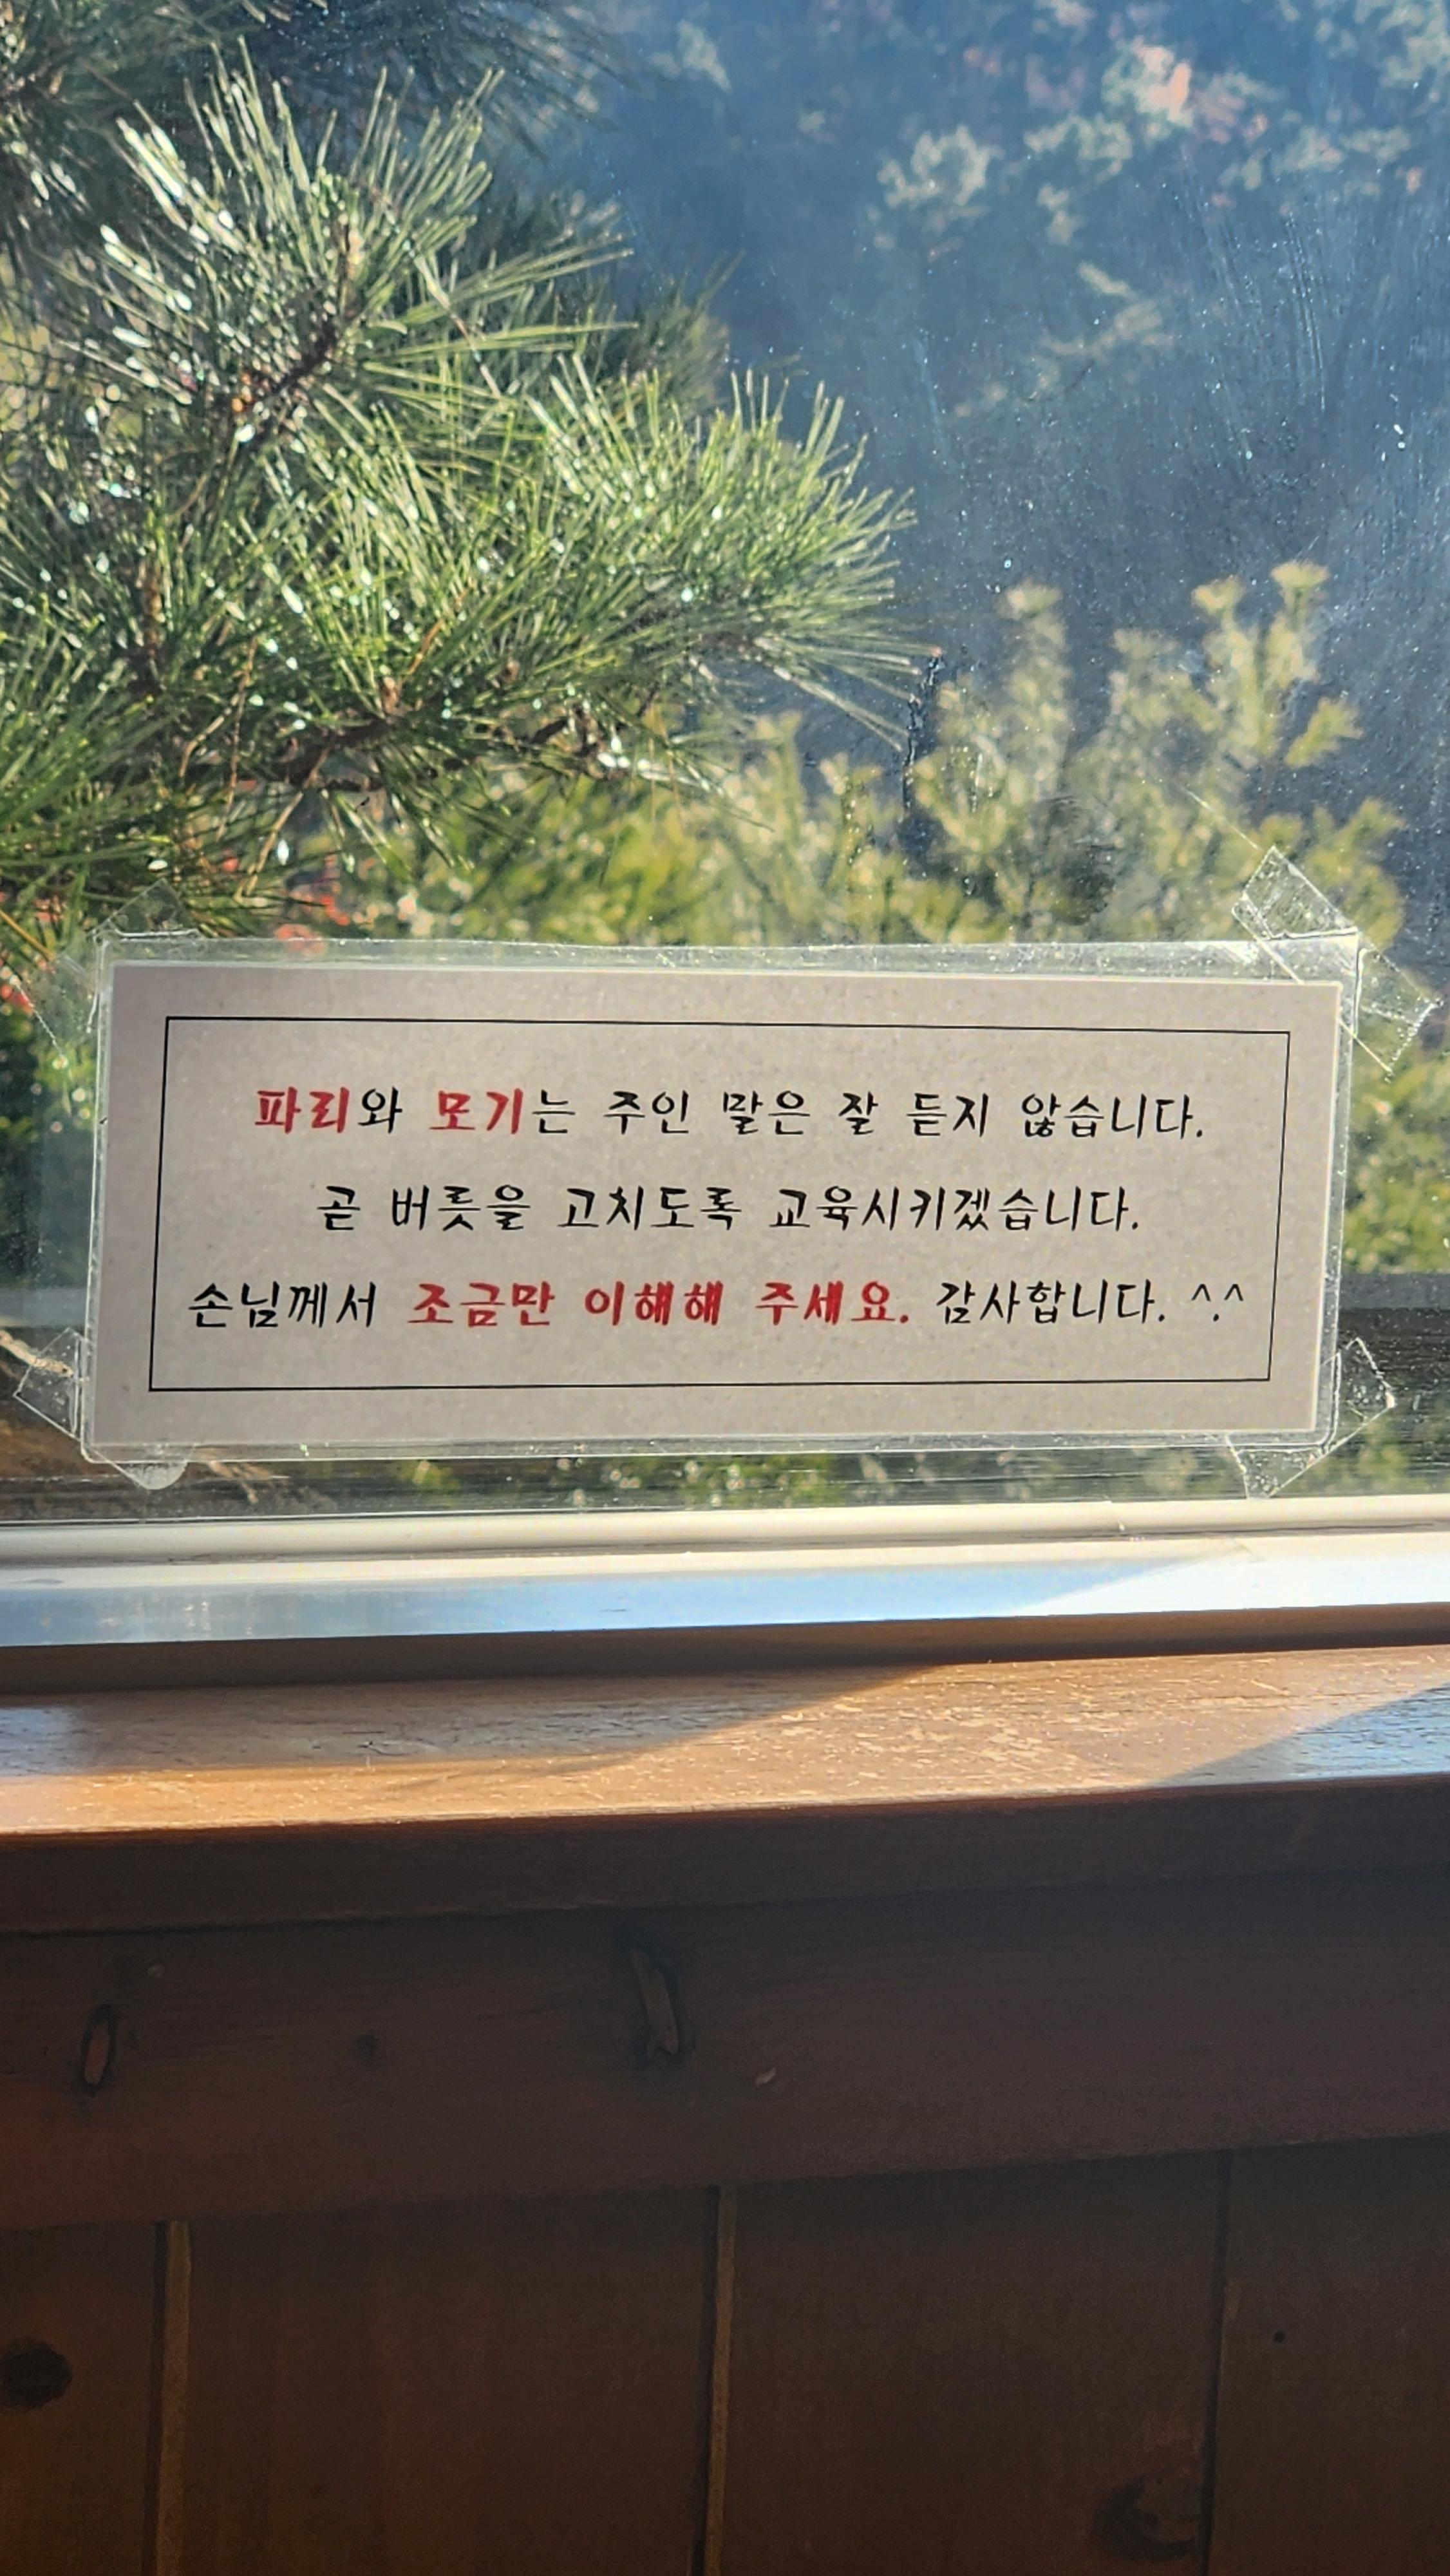 파리와 모기는 주인 말은 잘 듣지 않습니다.
곧 버릇을 고치도록 교육시키겠습니다.
손님께서 조금만 이해해 주세요. 감사합니다. ^.^